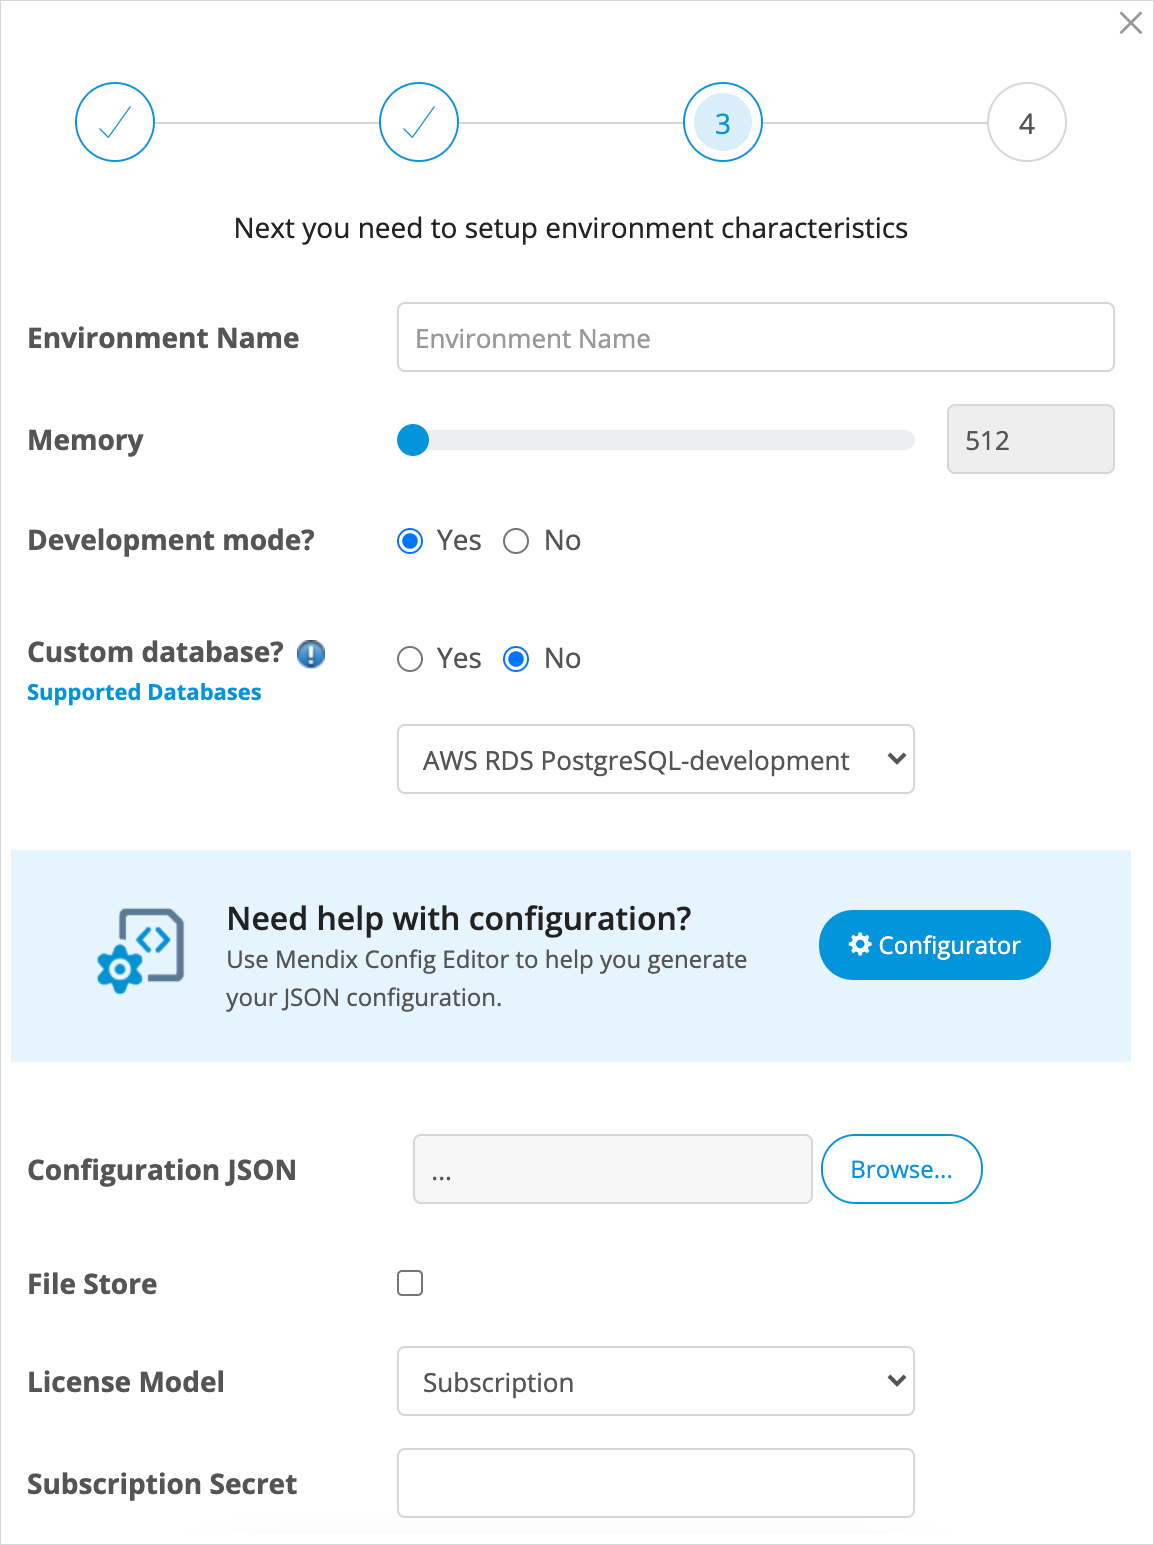 3
4
Next you need to setup environment characteristics
Environment Name
Environment Name
Memory
512
Development mode?
Yes
No
Custom database?
Yes
No
Supported Databases
AWS RDS PostgreSQL-development
Need help with configuration?
Use Mendix Config Editor to help you generate
your JSON configuration.
Configurator
Configuration JSON
...
Browse...
File Store
License Model
Subscription
Subscription Secret